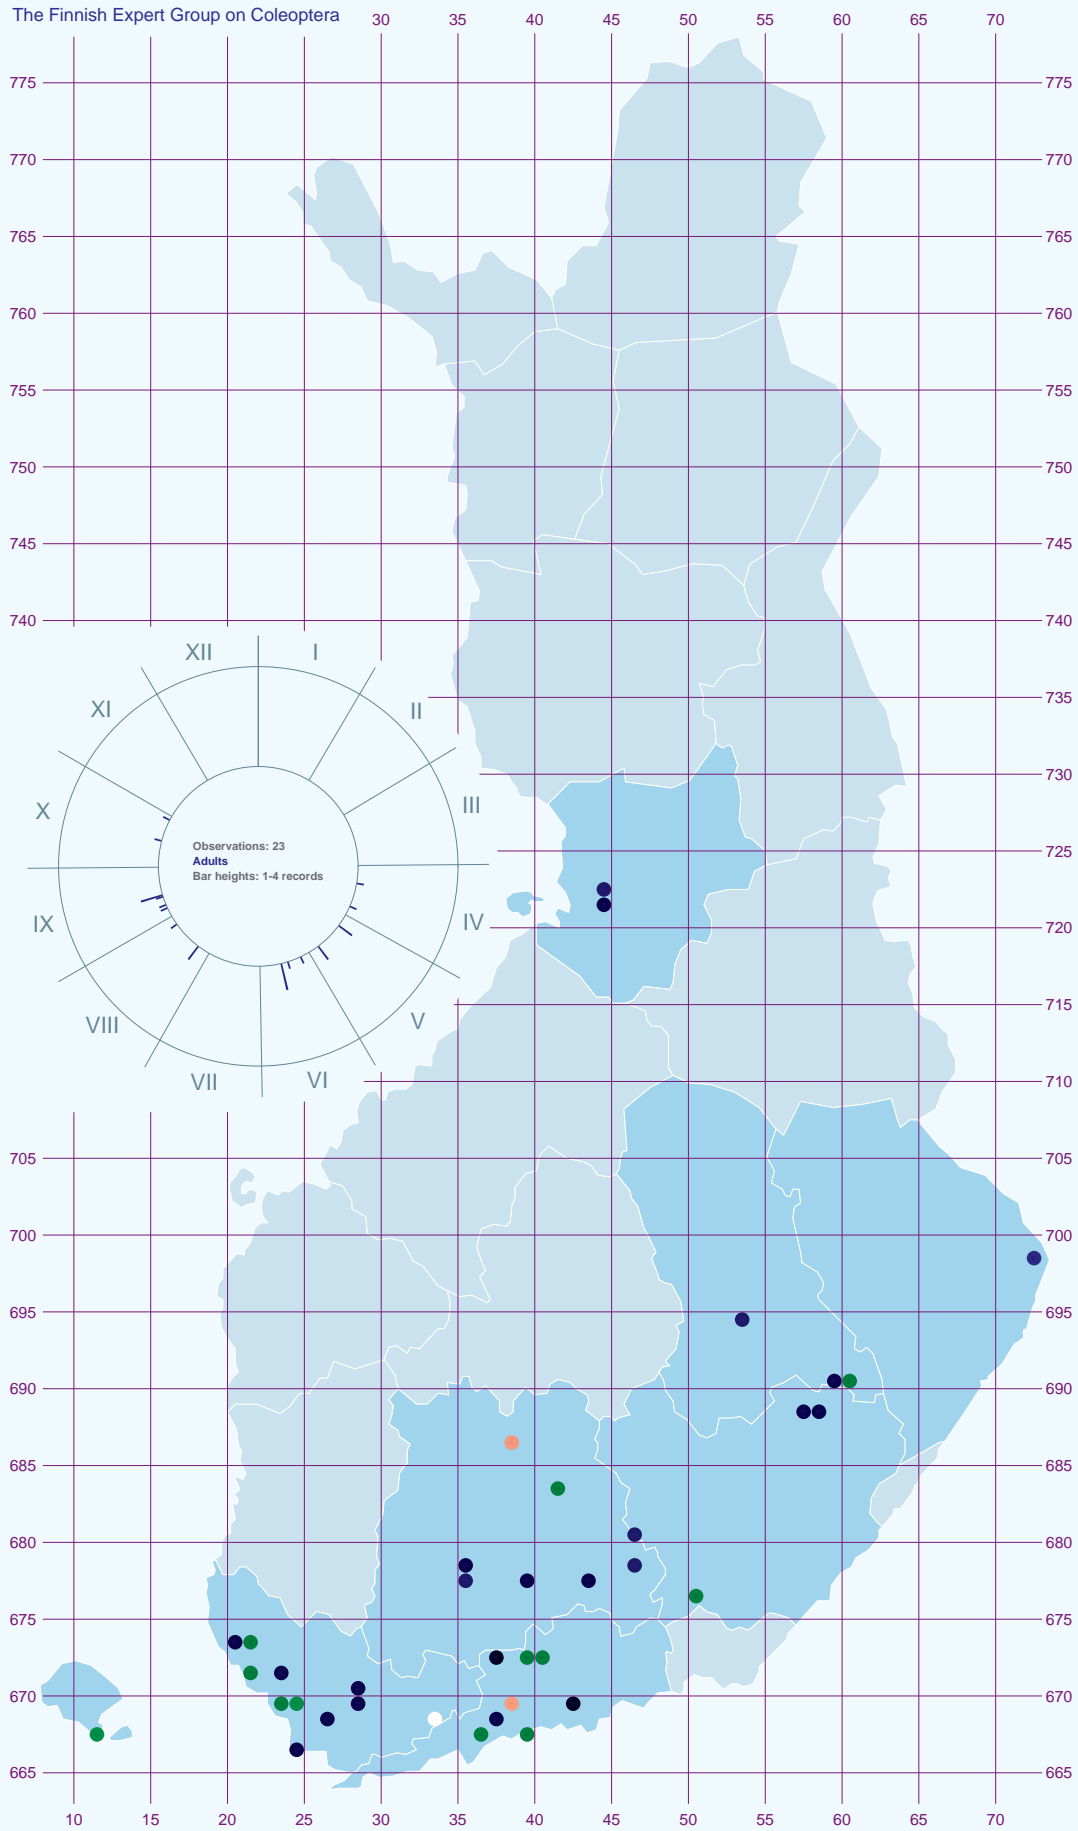 The Finnish Expert Group on Coleoptera
30 35 40 45 50 55 60 65 70
775 775
770 770
765 765
760 760
755 755
750 750
745 745
740 740
XII I
735
XI II
730
X III
725
Observations: 23
Adults
Bar heights: 1-4 records
IX IV
720
715
VIII V
VII VI
710
705 705
700 700
695 695
690 690
685 685
680 680
675 675
670 670
665 665
10 15 20 25 30 35 40 45 50 55 60 65 70